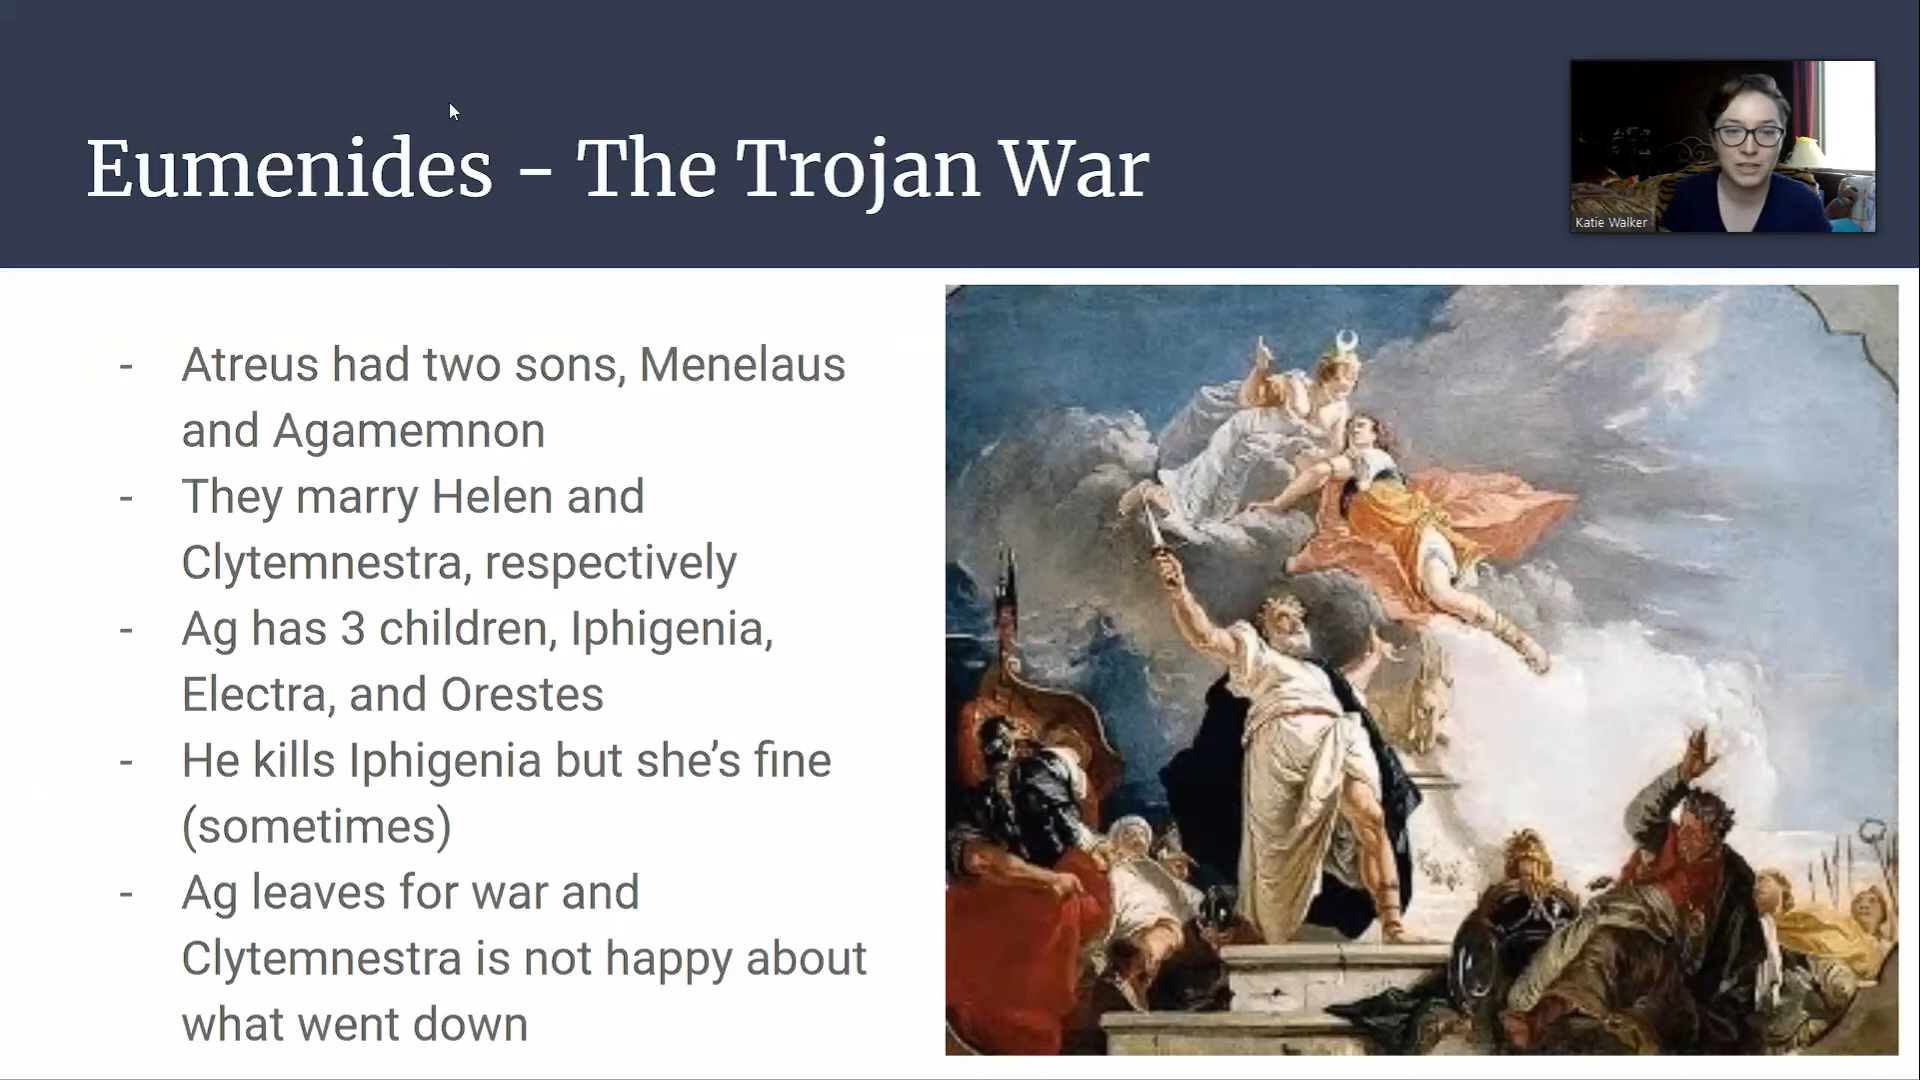 Eumenides - The Trojan War
Katie Walker
- Atreus had two sons, Menelaus
and Agamemnon
- They marry Helen and
Clytemnestra, respectively
- Ag has 3 children, Iphigenia,
Electra, and Orestes
- He kills Iphigenia but she’s fine
(sometimes)
- Ag leaves for war and
Clytemnestra is not happy about
what went down